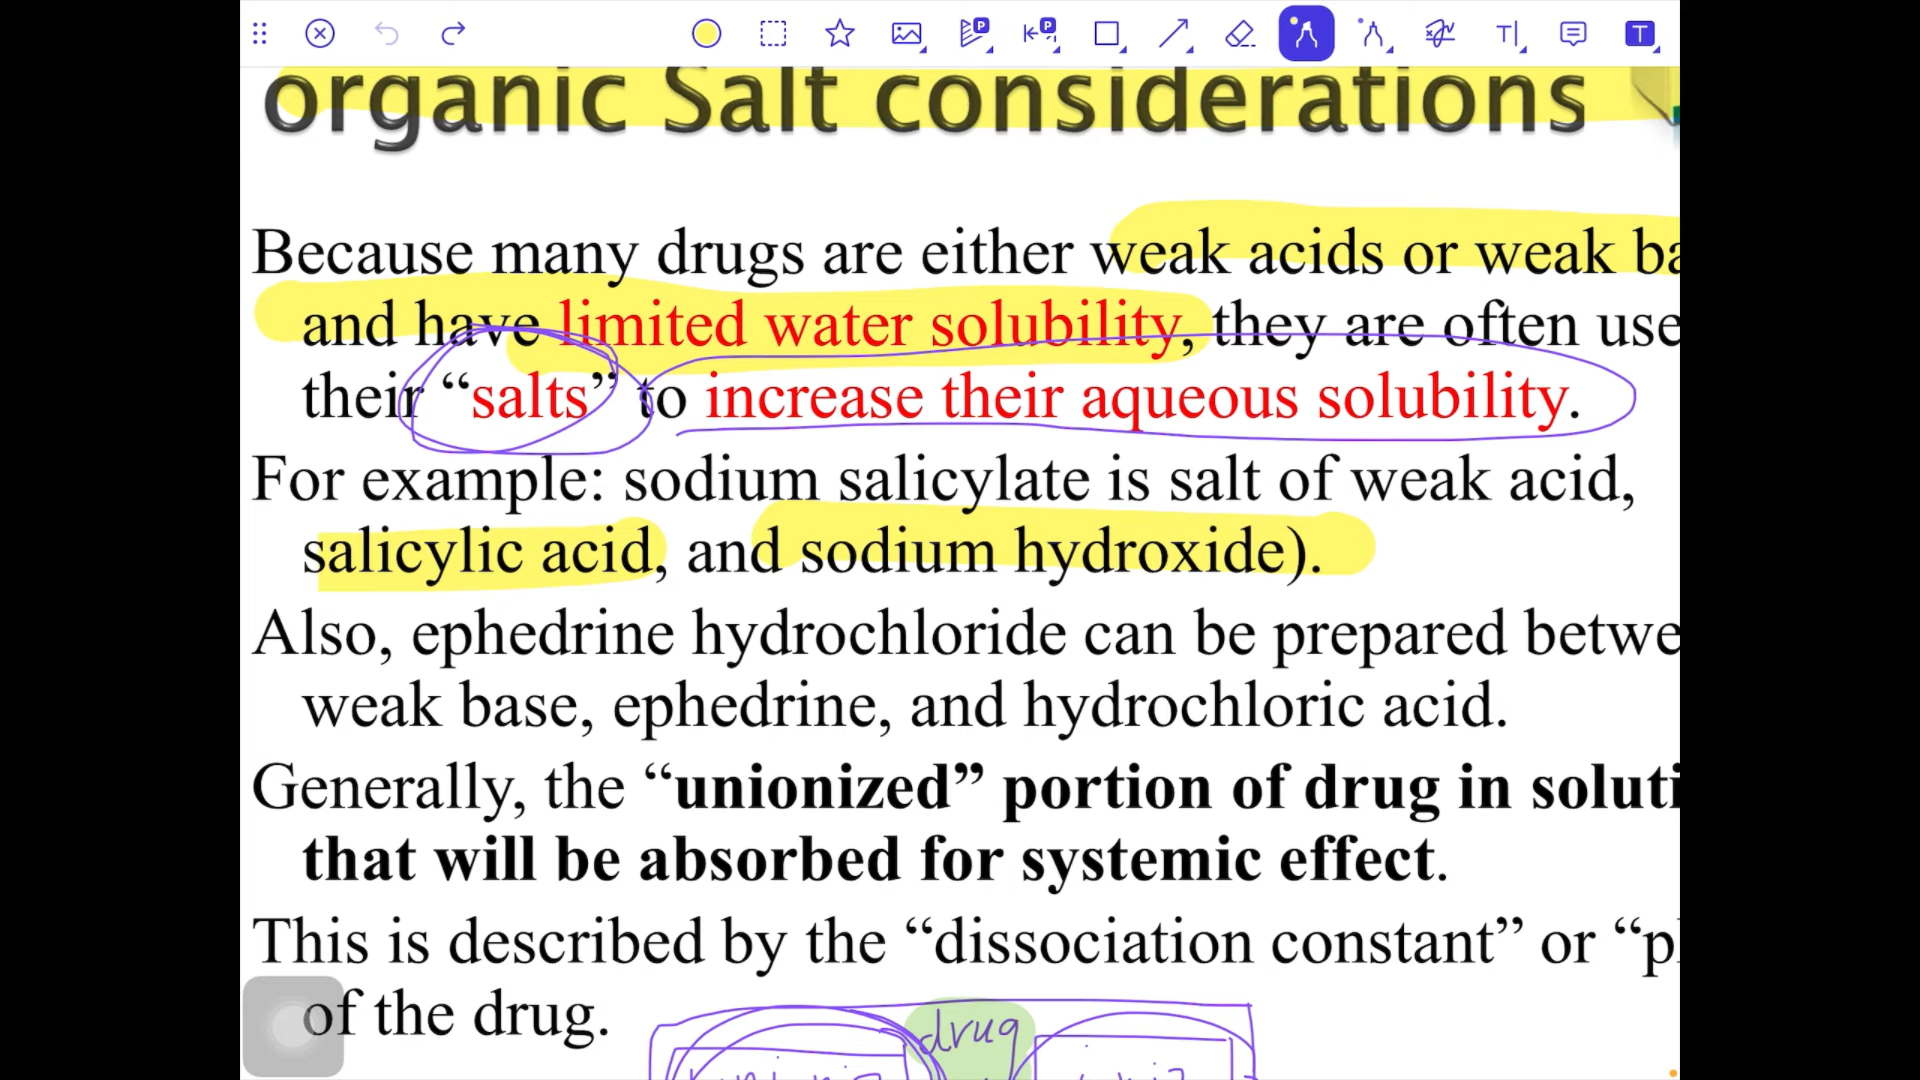 organic Salt considerations
Because many drugs are either weak acids or weak ba
and have limited water solubility, they are often use
their “salts” to increase their aqueous solubility.
For example: sodium salicylate is salt of weak acid,
salicylic acid, and sodium hydroxide).
Also, ephedrine hydrochloride can be prepared betwe
weak base, ephedrine, and hydrochloric acid.
Generally, the “unionized” portion of drug in soluti
that will be absorbed for systemic effect.
This is described by the “dissociation constant” or “p
of the drug.
drug